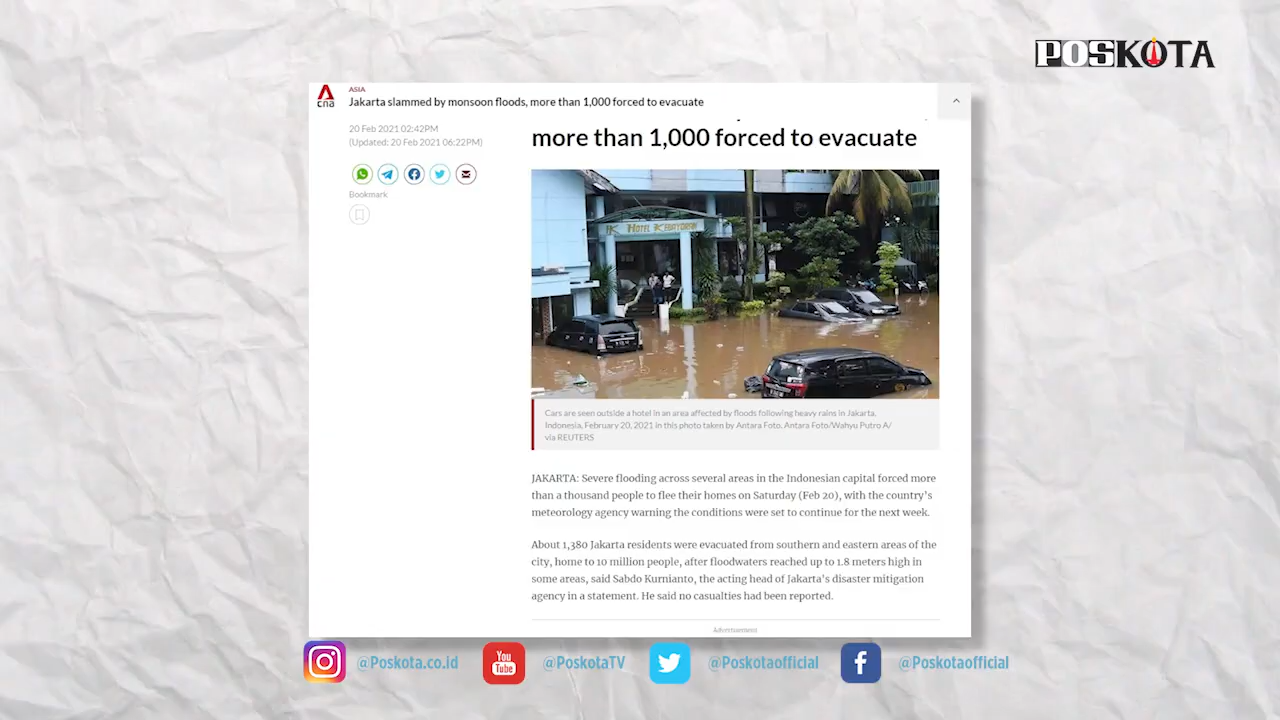 POSKOTA
cna
ASIA
Jakarta slammed by monsoon floods, more than 1,000 forced to evacuate
20 Feb 2021 02:42PM
(Updated: 20 Feb 2021 06:22PM)
Bookmark
more than 1,000 forced to evacuate
Cars are seen outside a hotel in an area affected by floods following heavy rains in Jakarta,
Indonesia, February 20, 2021 in this photo taken by Antara Foto. Antara Foto/Wahyu Putro A/
via REUTERS
JAKARTA: Severe flooding across several areas in the Indonesian capital forced more
than a thousand people to flee their homes on Saturday (Feb 20), with the country's
meteorology agency warning the conditions were set to continue for the next week.
About 1,380 Jakarta residents were evacuated from southern and eastern areas of the
city, home to 10 million people, after floodwaters reached up to 1.8 meters high in
some areas, said Sabdo Kurnianto, the acting head of Jakarta's disaster mitigation
agency in a statement. He said no casualties had been reported.
Advertisement
@Poskota.co.id
You
Tube
@PoskotaTV
@Poskotaofficial
@Poskotaofficial